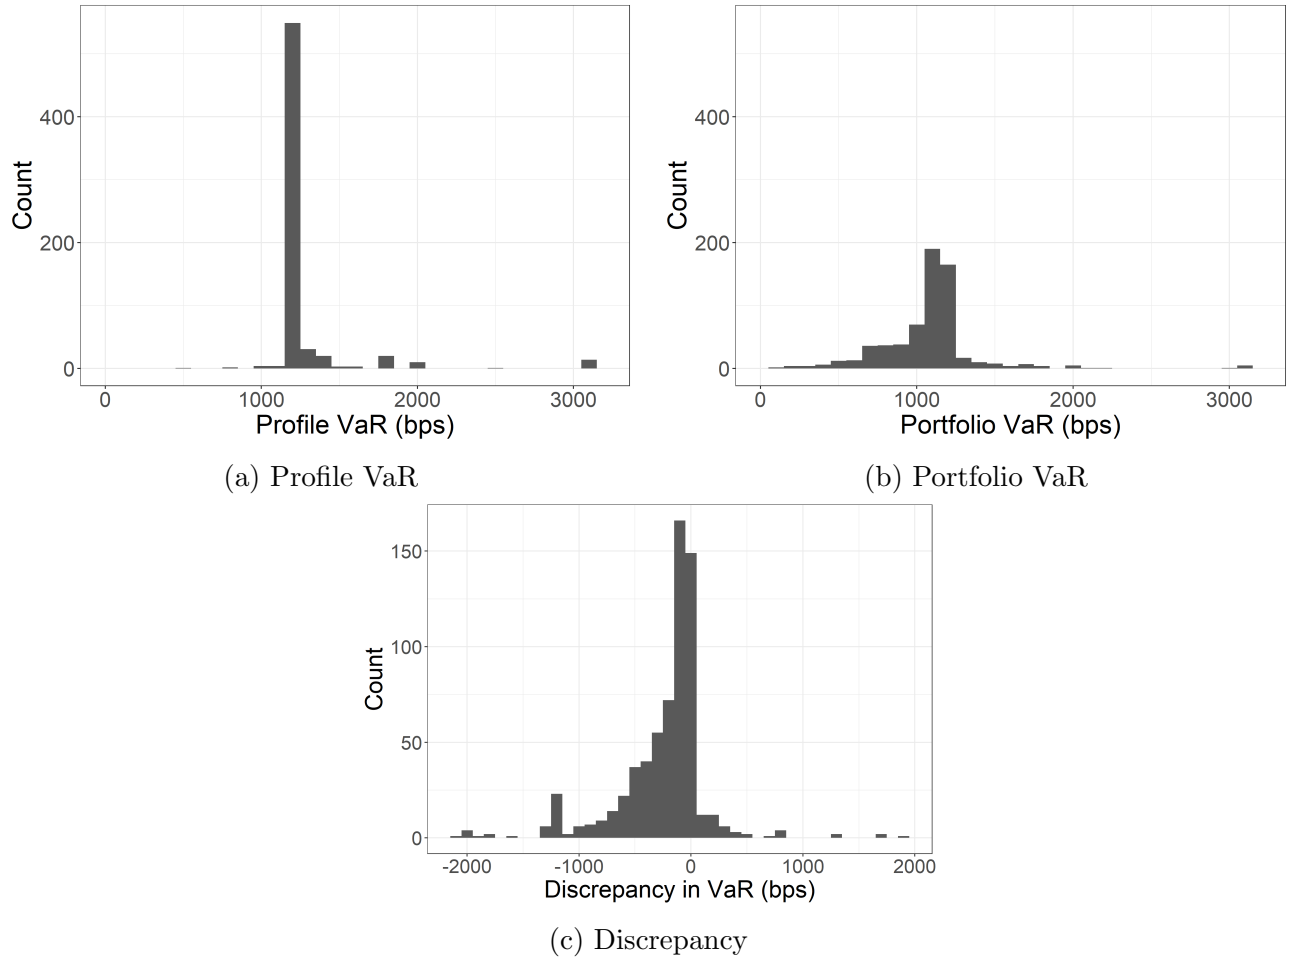 400
200
0
Count
0 1000 2000 3000
Profile VaR (bps)
(a) Profile VaR
400
200
0
Count
0 1000 2000 3000
Portfolio VaR (bps)
(b) Portfolio VaR
150
100
50
0
Count
-2000 -1000 0 1000 2000
Discrepancy in VaR (bps)
(c) Discrepancy